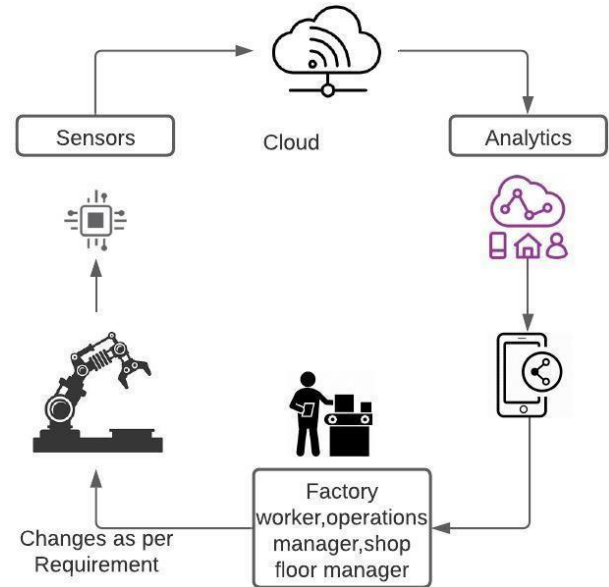 Sensors
Cloud
Analytics
Factory
worker,operations
manager,shop
floor manager
Changes as per
Requirement